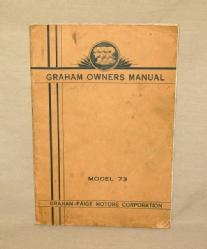 GRAHAM OWNERS MANUAL
MODEL 73
GRAHAM-PAIGE MOTORS CORPORATION